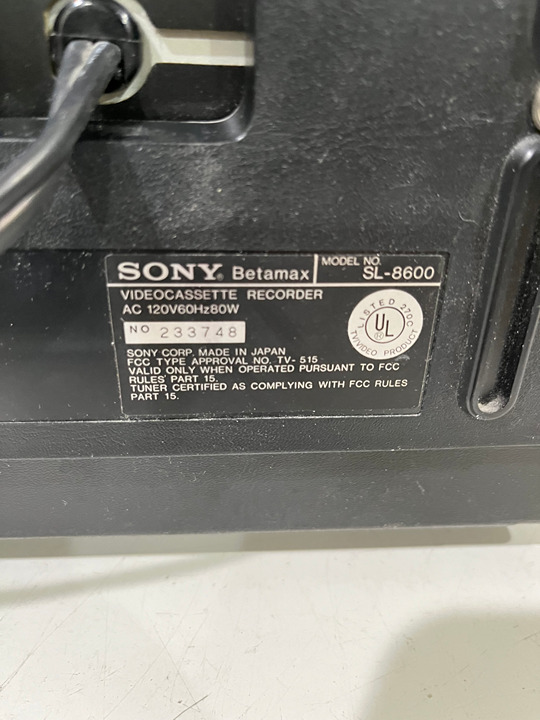 SONY® Betamax
MODEL NO.
SL-8600
VIDEOCASSETTE RECORDER
AC 120V60Hz80W
NO 233748
LISTED 270C
UL
TV/VIDEO PRODUCT
SONY CORP. MADE IN JAPAN
FCC TYPE APPROVAL NO. TV- 515
VALID ONLY WHEN OPERATED PURSUANT TO FCC
RULES PART 15.
TUNER CERTIFIED AS COMPLYING WITH FCC RULES
PART 15.